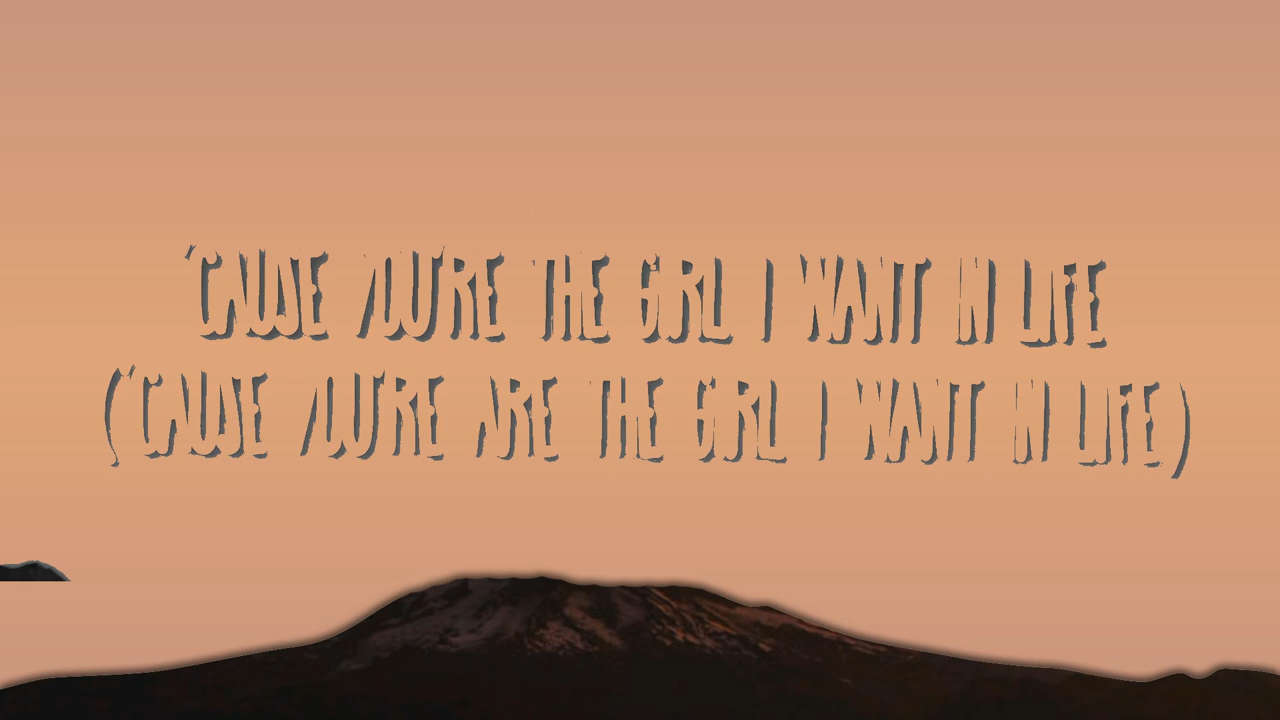 'CAUSE YOU'RE THE GIRL I WANT IN LIFE
('CAUSE YOU'RE ARE THE GIRL I WANT IN LIFE)